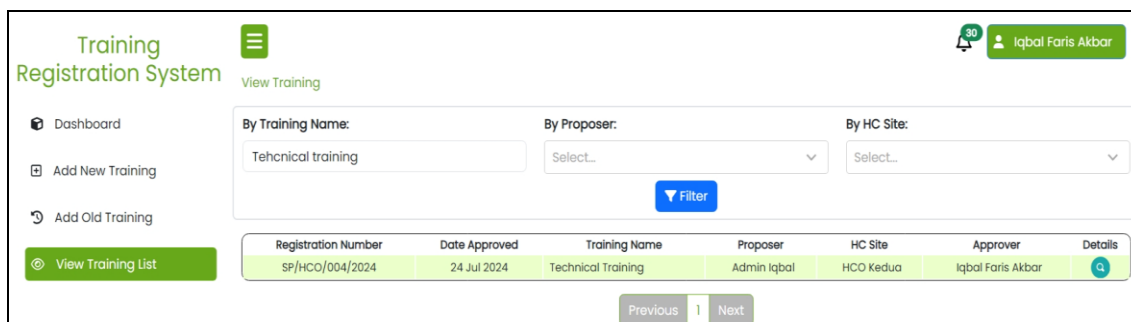 Training
Registration System
30
Iqbal Faris Akbar
View Training
Dashboard
Add New Training
Add Old Training
View Training List
By Training Name:
By Proposer:
By HC Site:
Tehcnical training
Select...
Select...
Filter
Registration Number Date Approved Training Name Proposer HC Site Approver Details
SP/HCO/004/2024 24 Jul 2024 Technical Training Admin Iqbal HCO Kedua Iqbal Faris Akbar
Previous 1 Next